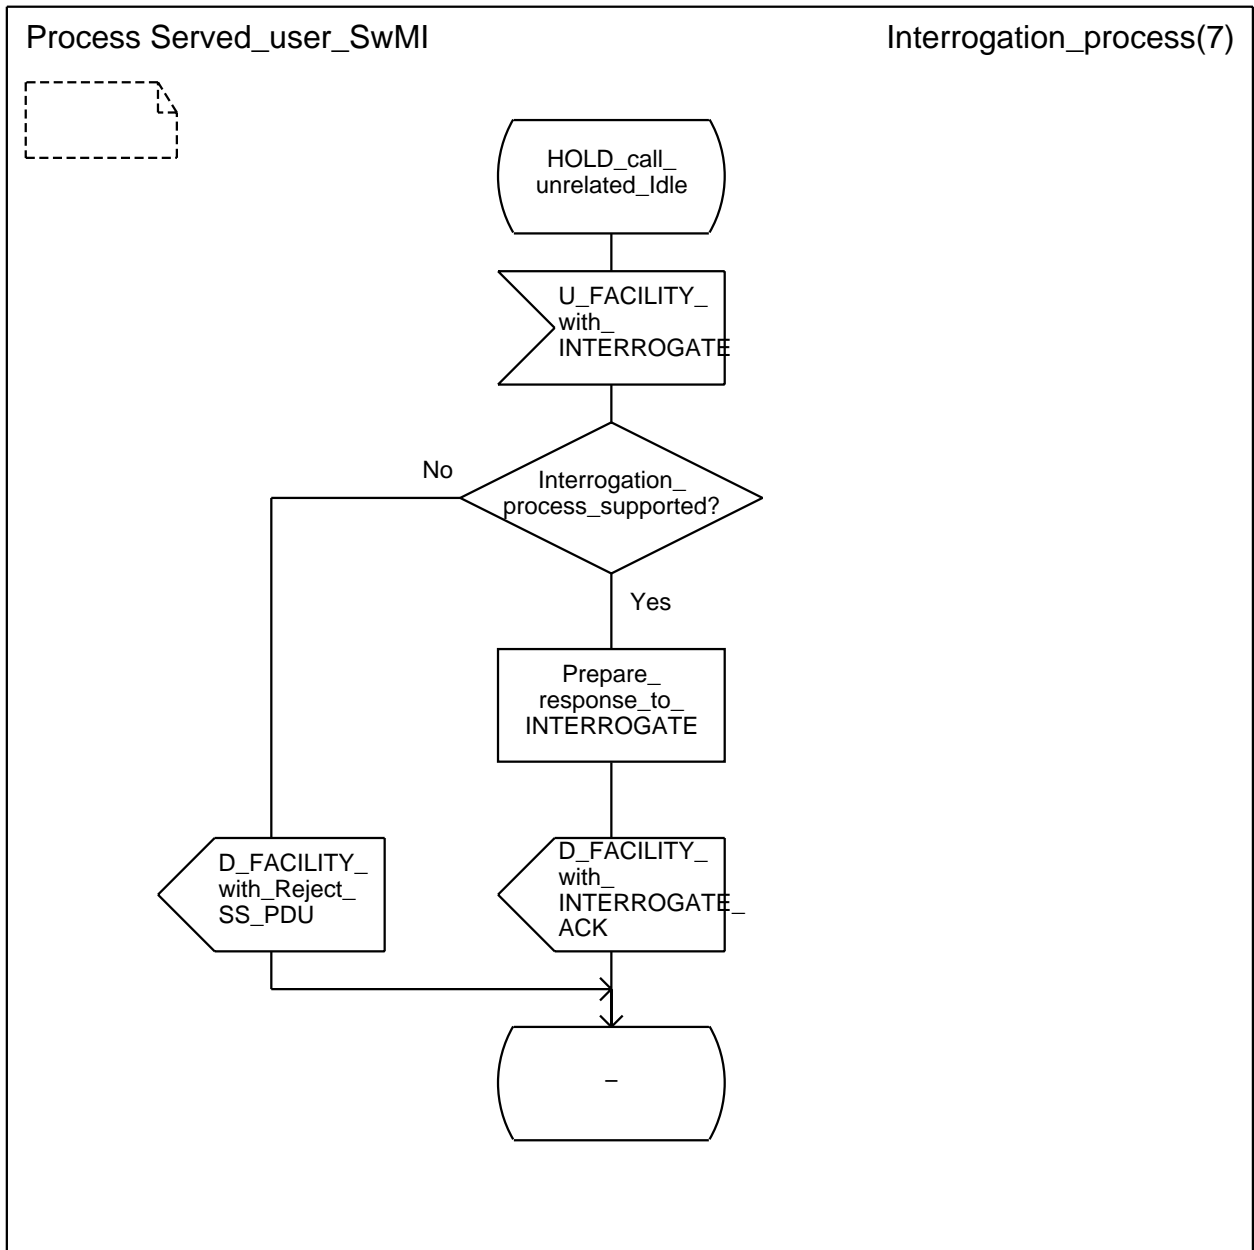 Process Served_user_SwMI
Interrogation_process(7)
HOLD_call_
unrelated_Idle
U_FACILITY_
with_
INTERROGATE
No
Interrogation_
process_supported?
Yes
Prepare_
response_to_
INTERROGATE
D_FACILITY_
with_Reject_
SS_PDU
D_FACILITY_
with_
INTERROGATE_
ACK
–